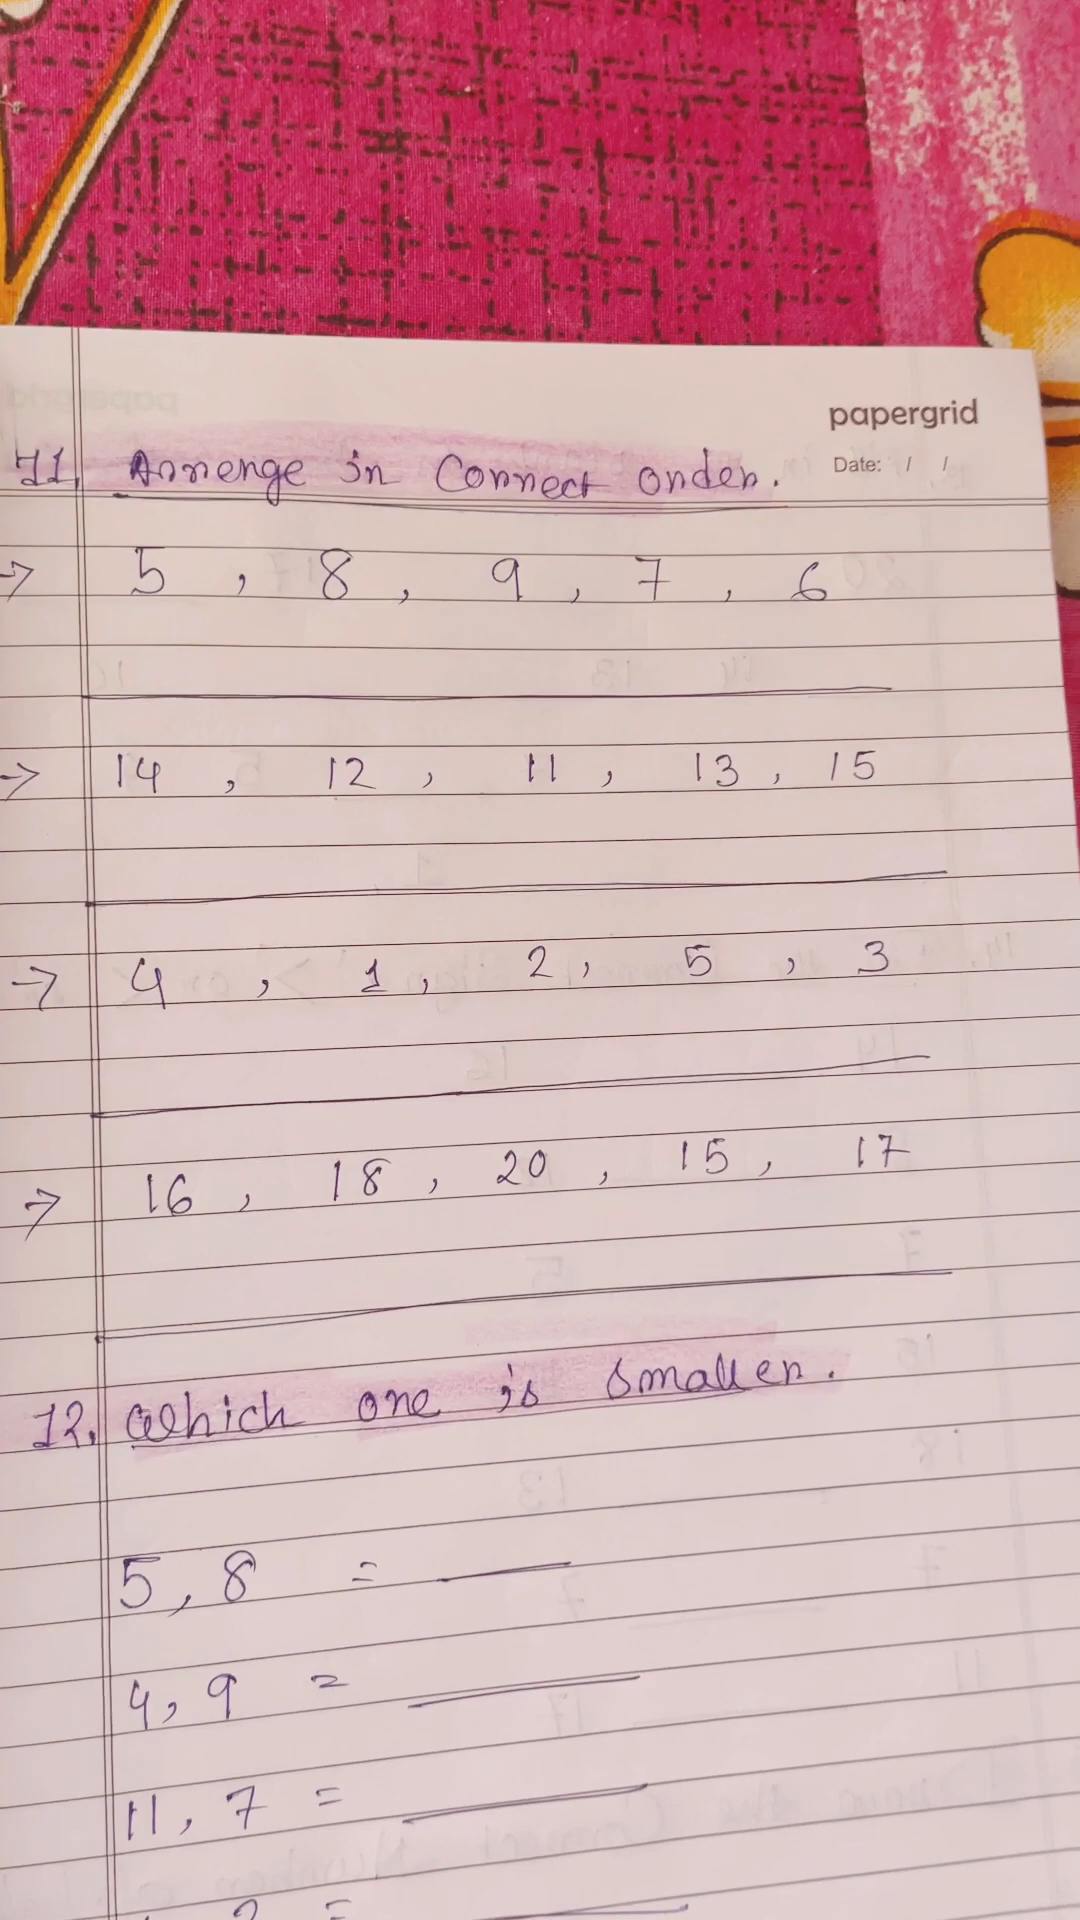 papergrid
Date: / /
11. Arrenge in Correct order.
→ 5 , 8 , 9 , 7 , 6
→ 14 , 12 , 11 , 13 , 15
→ 4 , 1 , 2 , 5 , 3
→ 16 , 18 , 20 , 15 , 17
12. Which one is smaller.
5 , 8 =
4 , 9 =
11 , 7 =